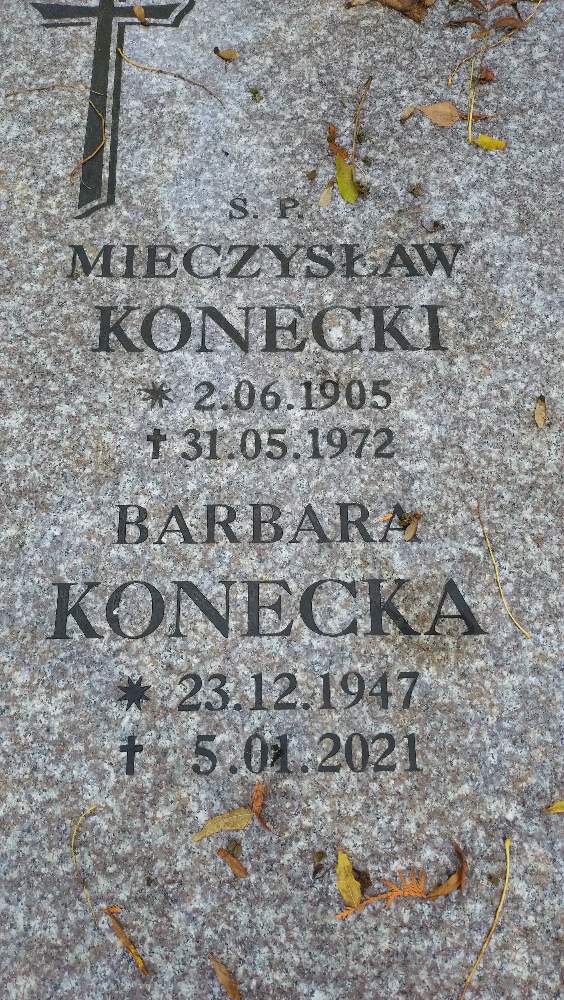 Ś. P.
MIECZYSŁAW
KONECKI
* 2.06.1905
† 31.05.1972
BARBARA
KONECKA
* 23.12.1947
† 5.01.2021